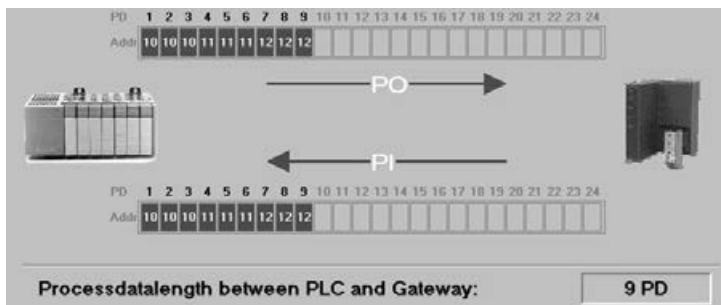 PD 1 2 3 4 5 6 7 8 9 10 11 12 13 14 15 16 17 18 19 20 21 22 23 24
Addr 10 10 10 11 11 11 12 12 12
PO
PI
PD 1 2 3 4 5 6 7 8 9 10 11 12 13 14 15 16 17 18 19 20 21 22 23 24
Addr 10 10 10 11 11 11 12 12 12
Processdatalength between PLC and Gateway: 9 PD